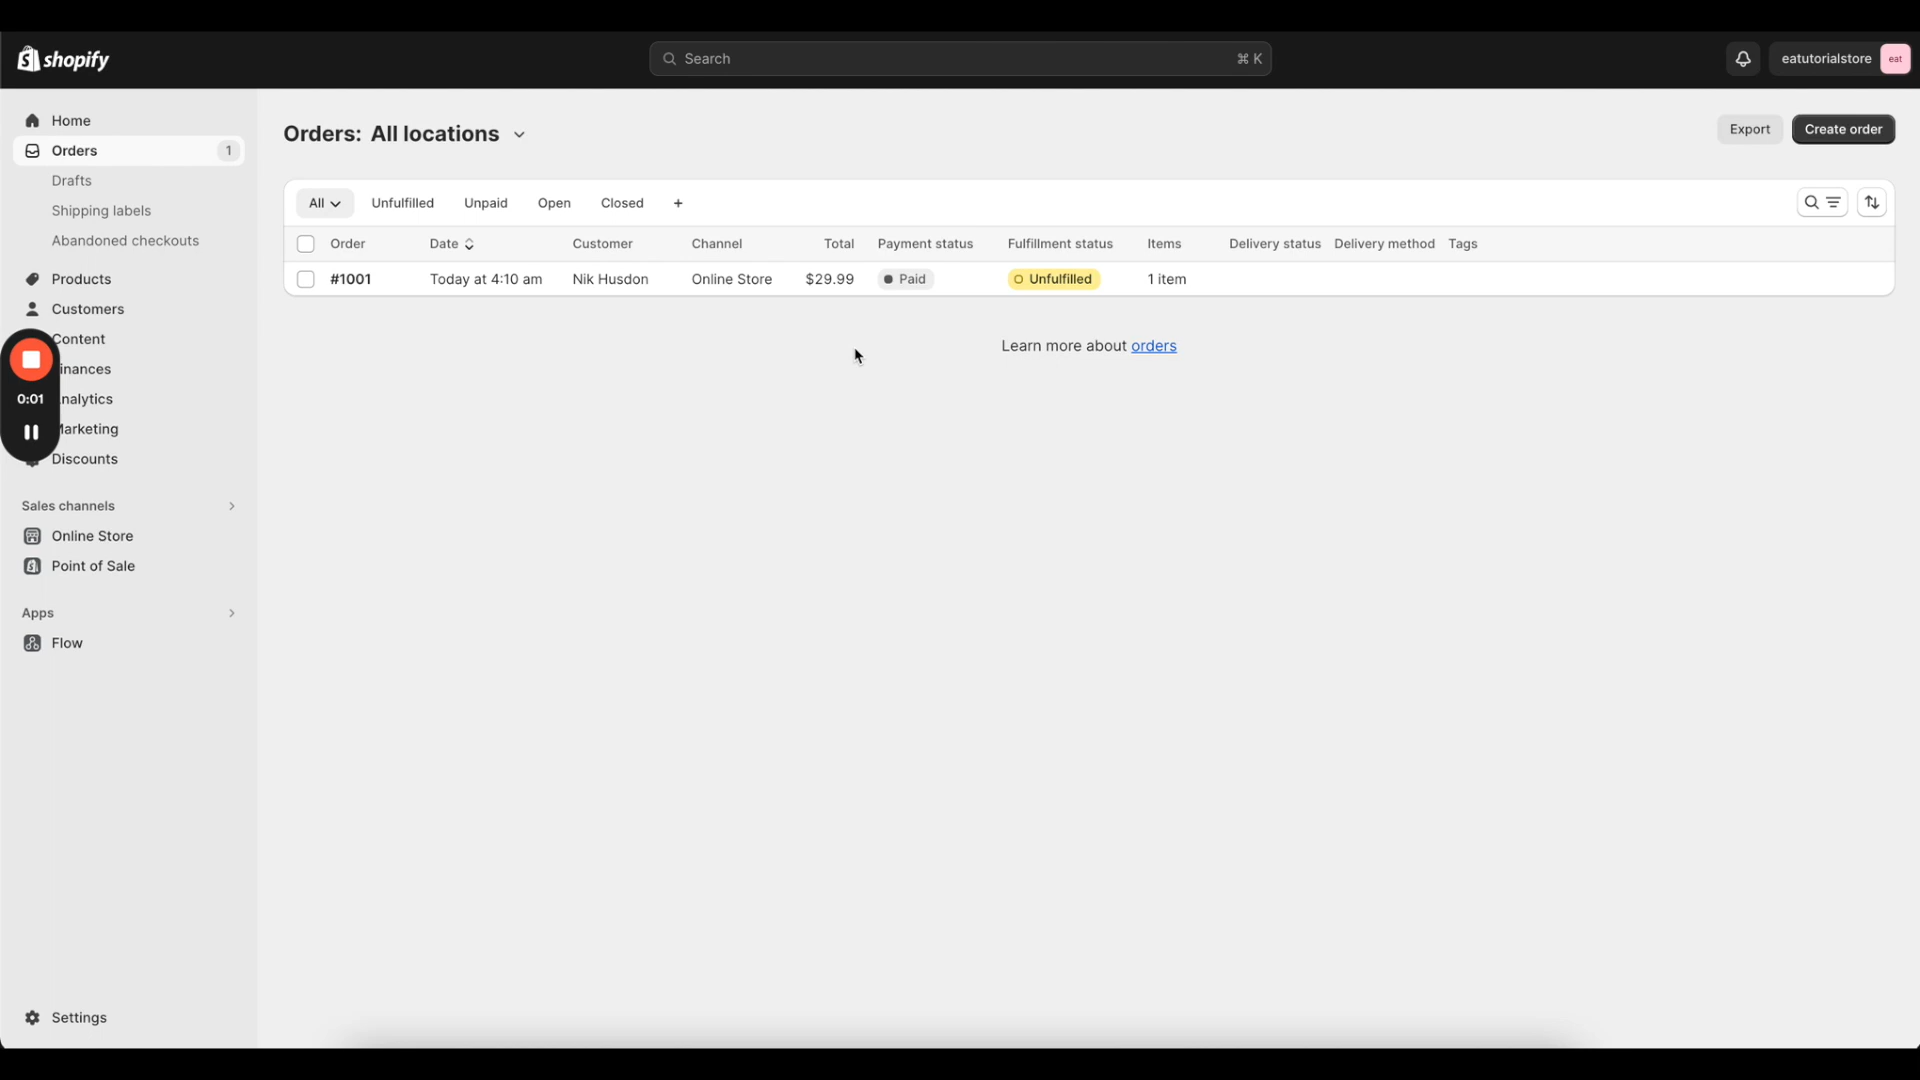 shopify
Search
⌘ K
eatutorialstore
eat
Home
Orders
1
Drafts
Shipping labels
Abandoned checkouts
Products
Customers
Content
inances
nalytics
Marketing
Discounts
0:01
Sales channels
Online Store
Point of Sale
Apps
Flow
Settings
Orders: All locations
Export
Create order
All Unfulfilled Unpaid Open Closed +
Order Date Customer Channel Total Payment status Fulfillment status Items Delivery status Delivery method Tags
#1001 Today at 4:10 am Nik Husdon Online Store $29.99 Paid Unfulfilled 1 item
Learn more about orders